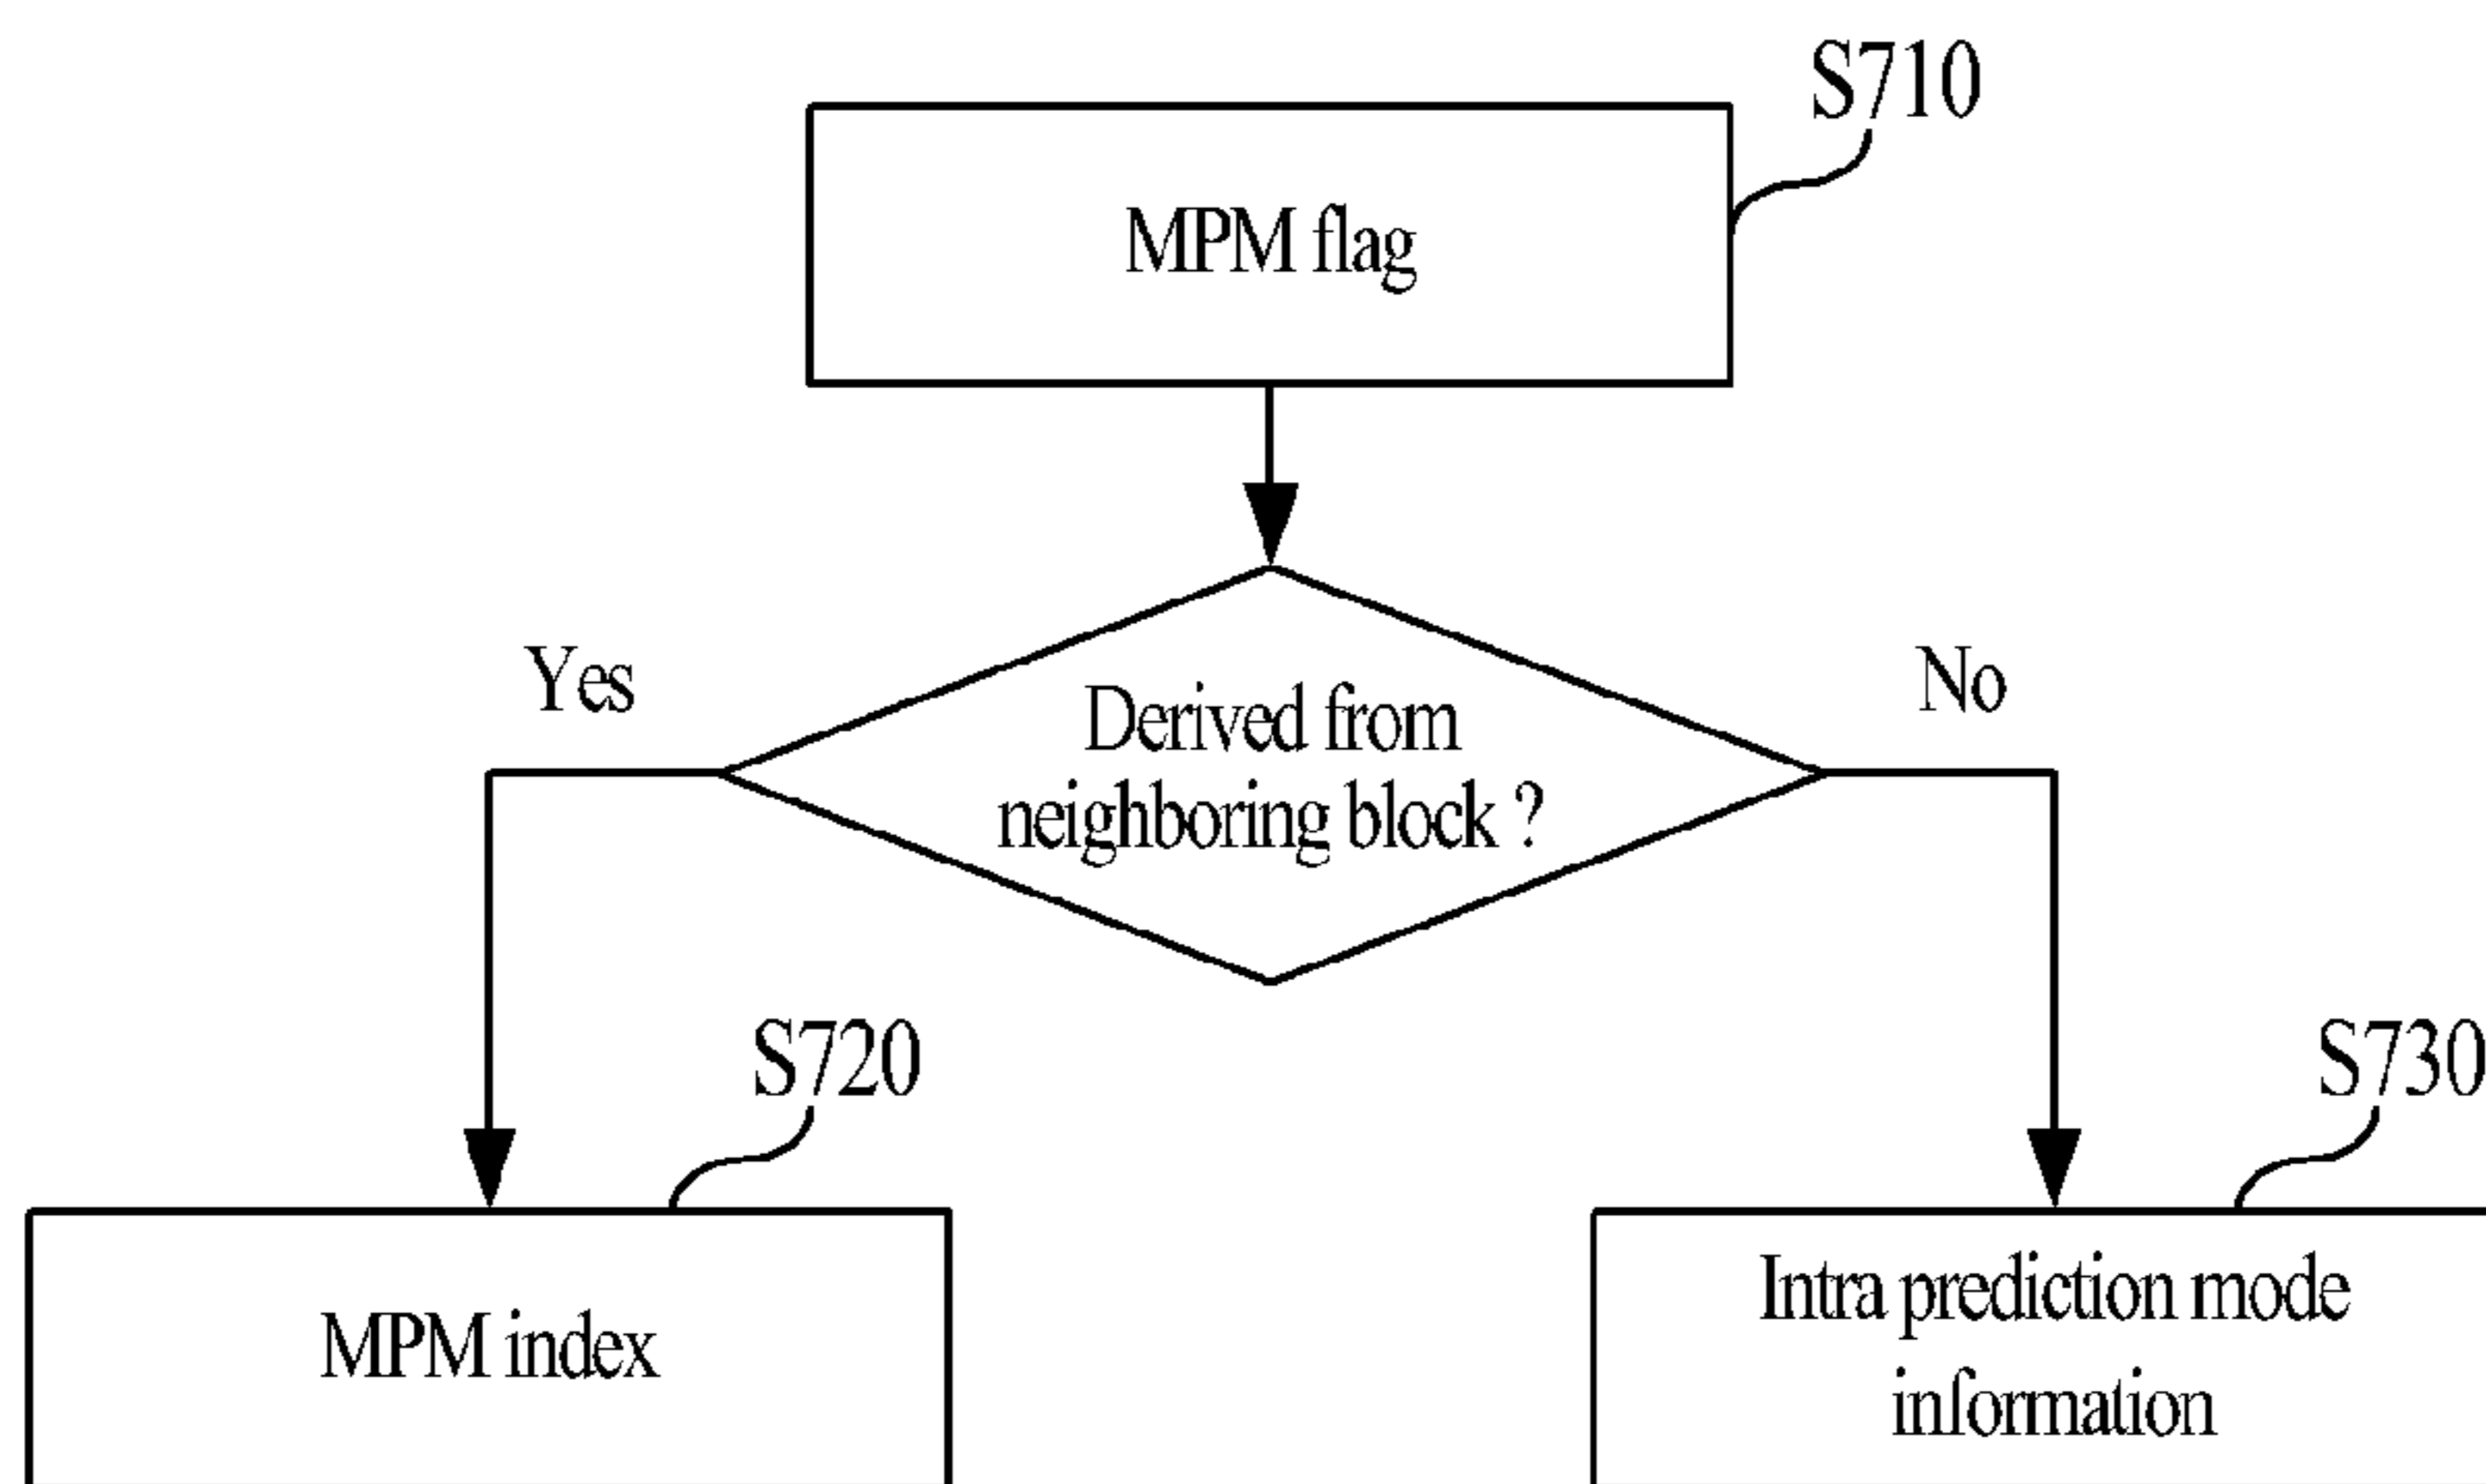 S710
MPM flag
Yes
No
Derived from
neighboring block ?
S720
S730
MPM index
Intra prediction mode
information